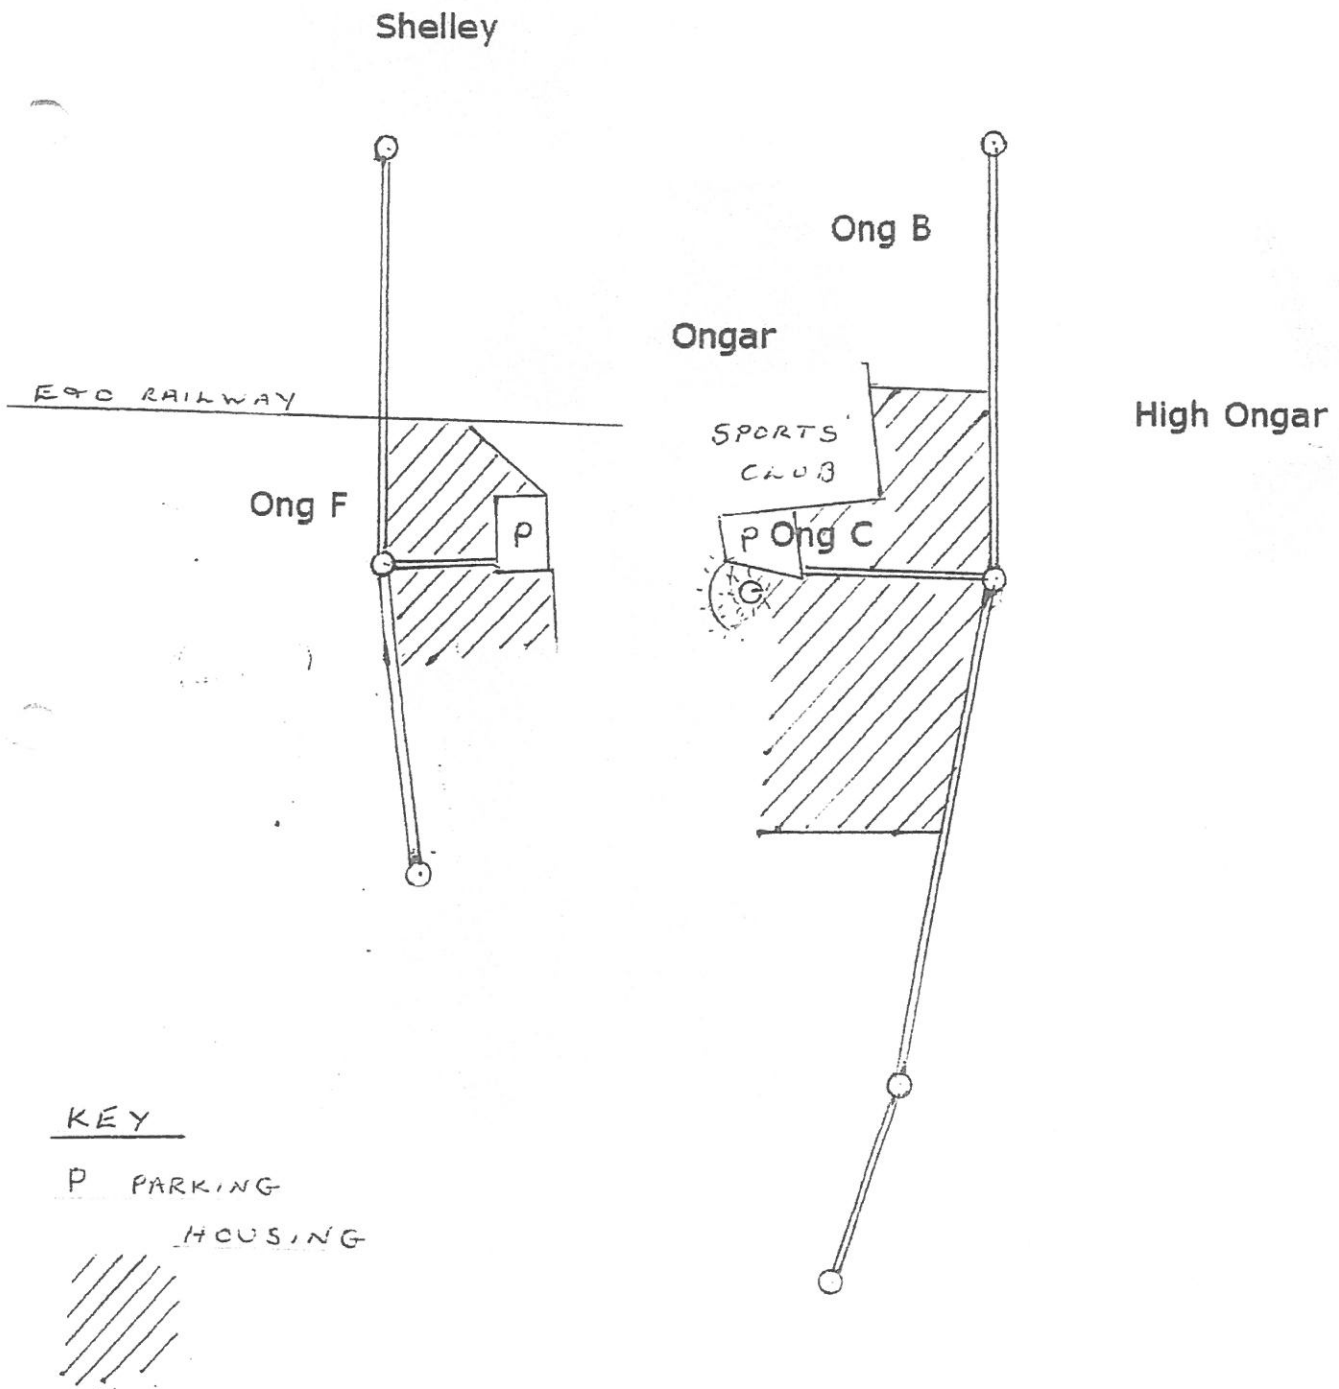 Shelley
Ong B
Ongar
E&O RAILWAY
High Ongar
SPORTS
CLUB
Ong F
P
P
Ong C
KEY
P PARKING
HOUSING